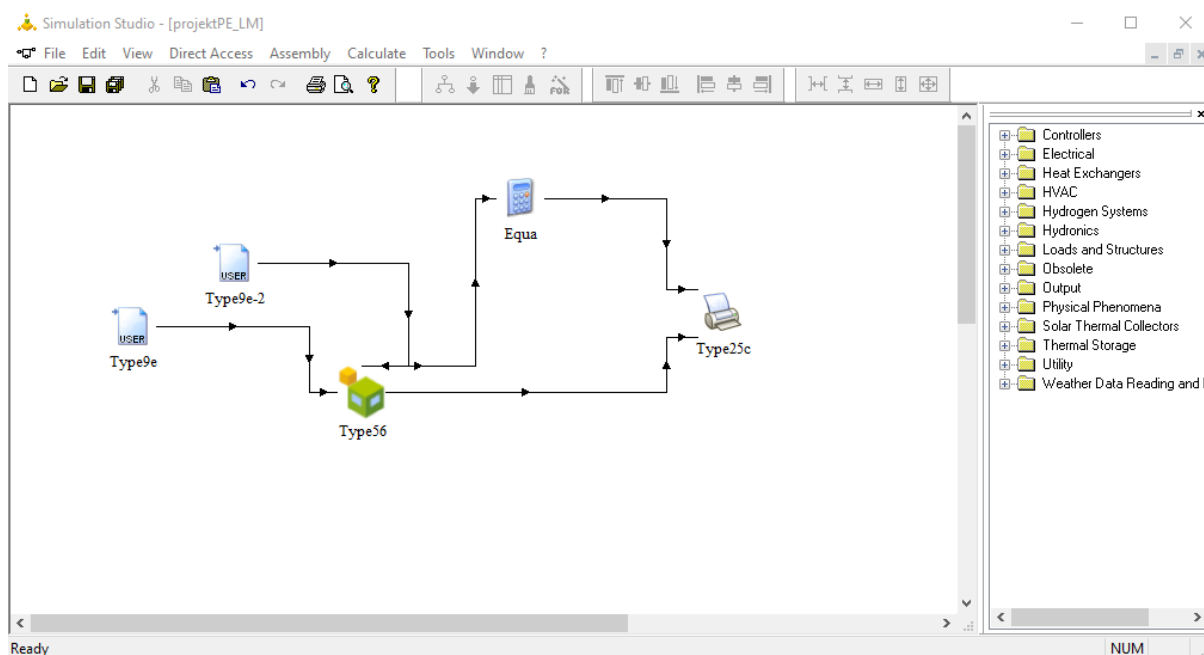 Simulation Studio - [projektPE_LM]
File Edit View Direct Access Assembly Calculate Tools Window ?
FOR
Controllers
Electrical
Heat Exchangers
HVAC
Hydrogen Systems
Hydronics
Loads and Structures
Obsolete
Output
Physical Phenomena
Solar Thermal Collectors
Thermal Storage
Utility
Weather Data Reading and
Equa
USER
Type9e-2
USER
Type9e
Type25c
Type56
Ready
NUM